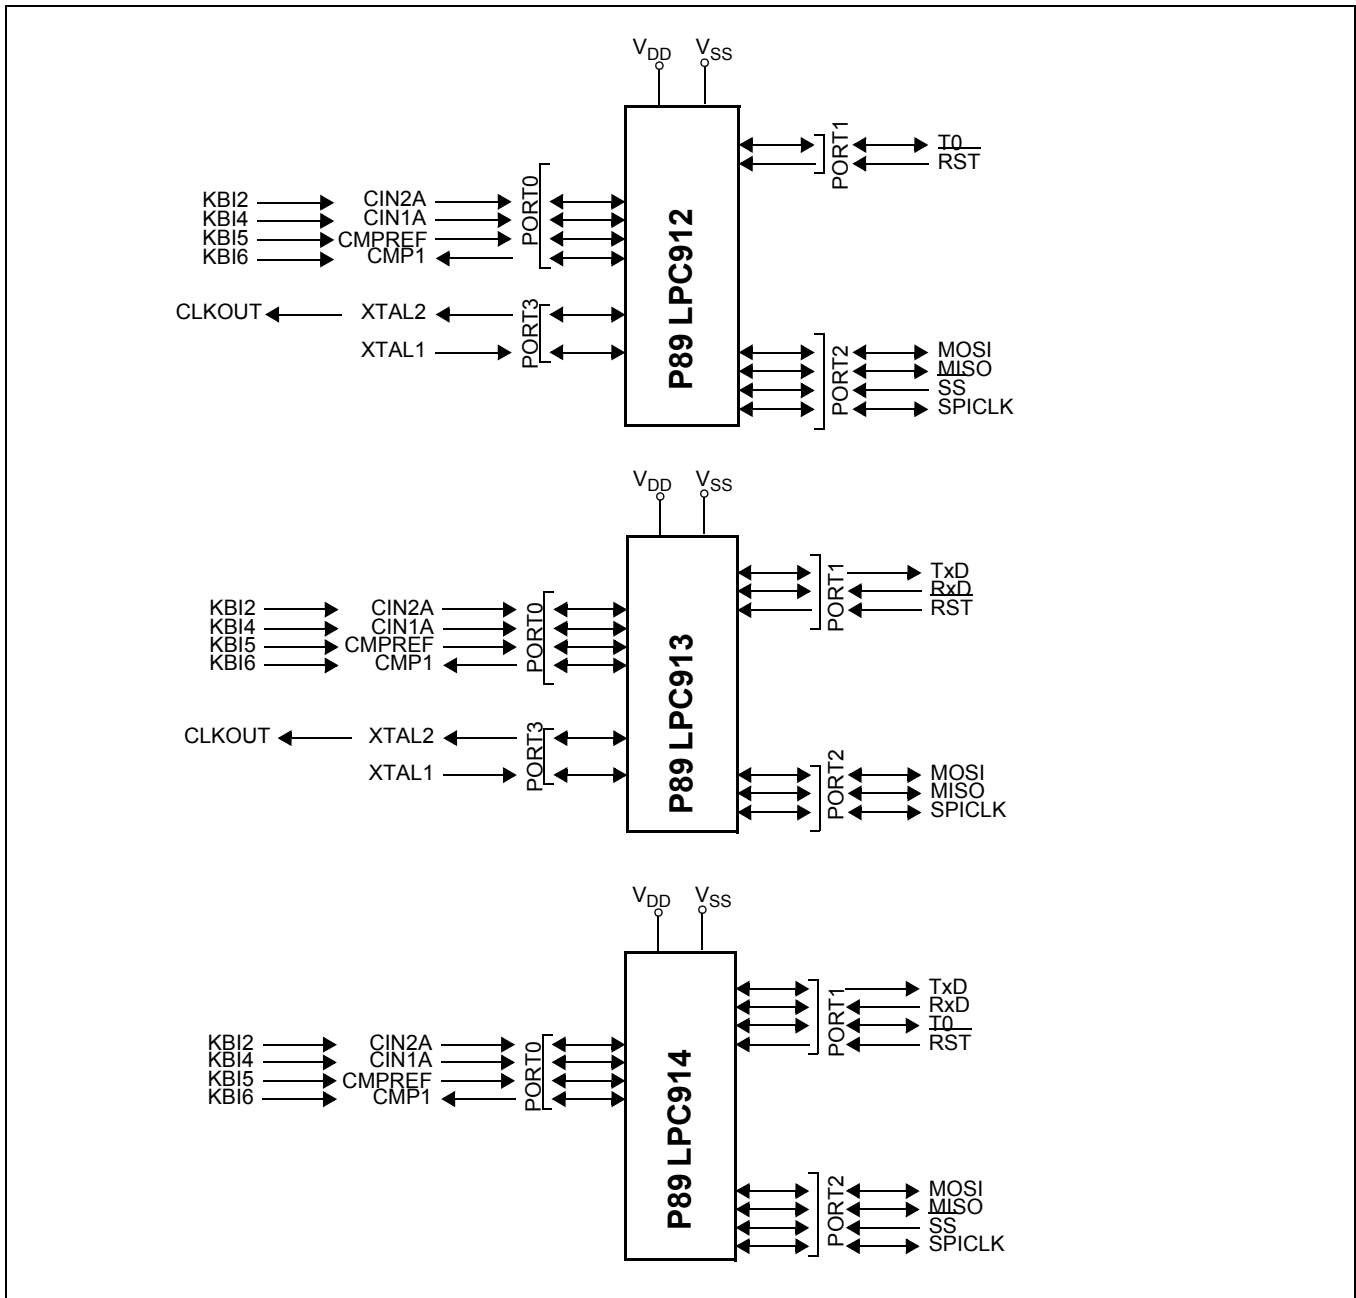 VDD VSS
PORT1
T0
RST
KBI2 CIN2A
KBI4 CIN1A
KBI5 CMPREF
KBI6 CMP1
PORT0
P89 LPC912
CLKOUT XTAL2
XTAL1
PORT3
PORT2
MOSI
MISO
SS
SPICLK
VDD VSS
PORT1
TxD
RxD
RST
KBI2 CIN2A
KBI4 CIN1A
KBI5 CMPREF
KBI6 CMP1
PORT0
P89 LPC913
CLKOUT XTAL2
XTAL1
PORT3
PORT2
MOSI
MISO
SPICLK
VDD VSS
PORT1
TxD
RxD
T0
RST
KBI2 CIN2A
KBI4 CIN1A
KBI5 CMPREF
KBI6 CMP1
PORT0
P89 LPC914
PORT2
MOSI
MISO
SS
SPICLK